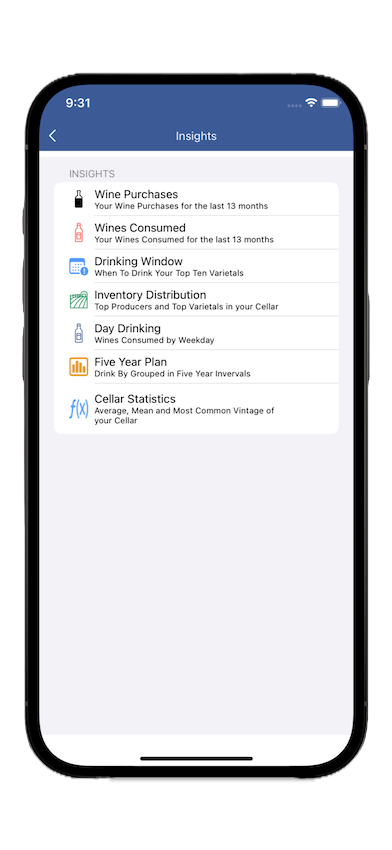 9:31
Insights
INSIGHTS
Wine Purchases
Your Wine Purchases for the last 13 months
Wines Consumed
Your Wines Consumed for the last 13 months
Drinking Window
When To Drink Your Top Ten Varietals
Inventory Distribution
Top Producers and Top Varietals in your Cellar
Day Drinking
Wines Consumed by Weekday
Five Year Plan
Drink By Grouped in Five Year Invervals
f(x) Cellar Statistics
Average, Mean and Most Common Vintage of
your Cellar